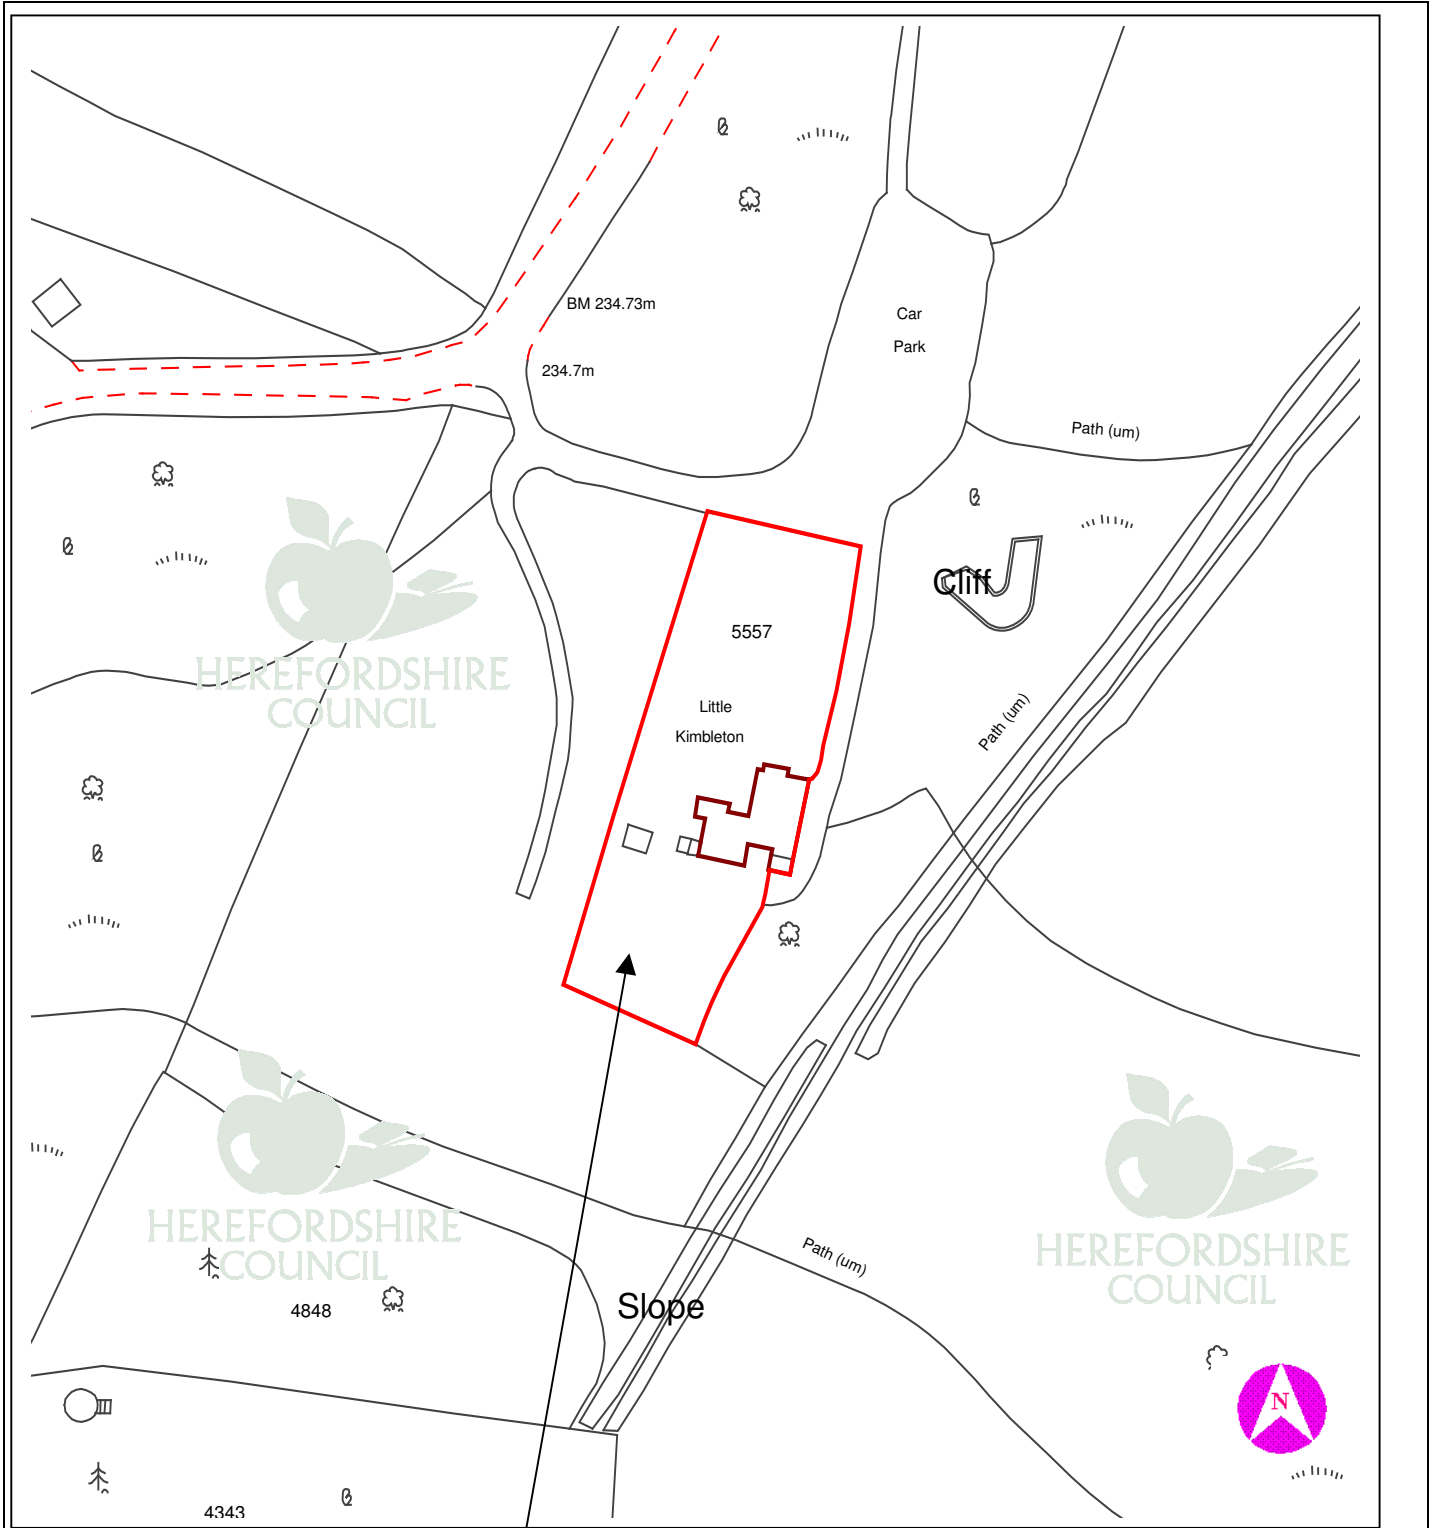 BM 234.73m
234.7m
Car
Park
Path (um)
Cliff
5557
Little
Kimbleton
Path (um)
HEREFORDSHIRE
COUNCIL
HEREFORDSHIRE
COUNCIL
HEREFORDSHIRE
COUNCIL
Path (um)
Slope
4848
N
4343